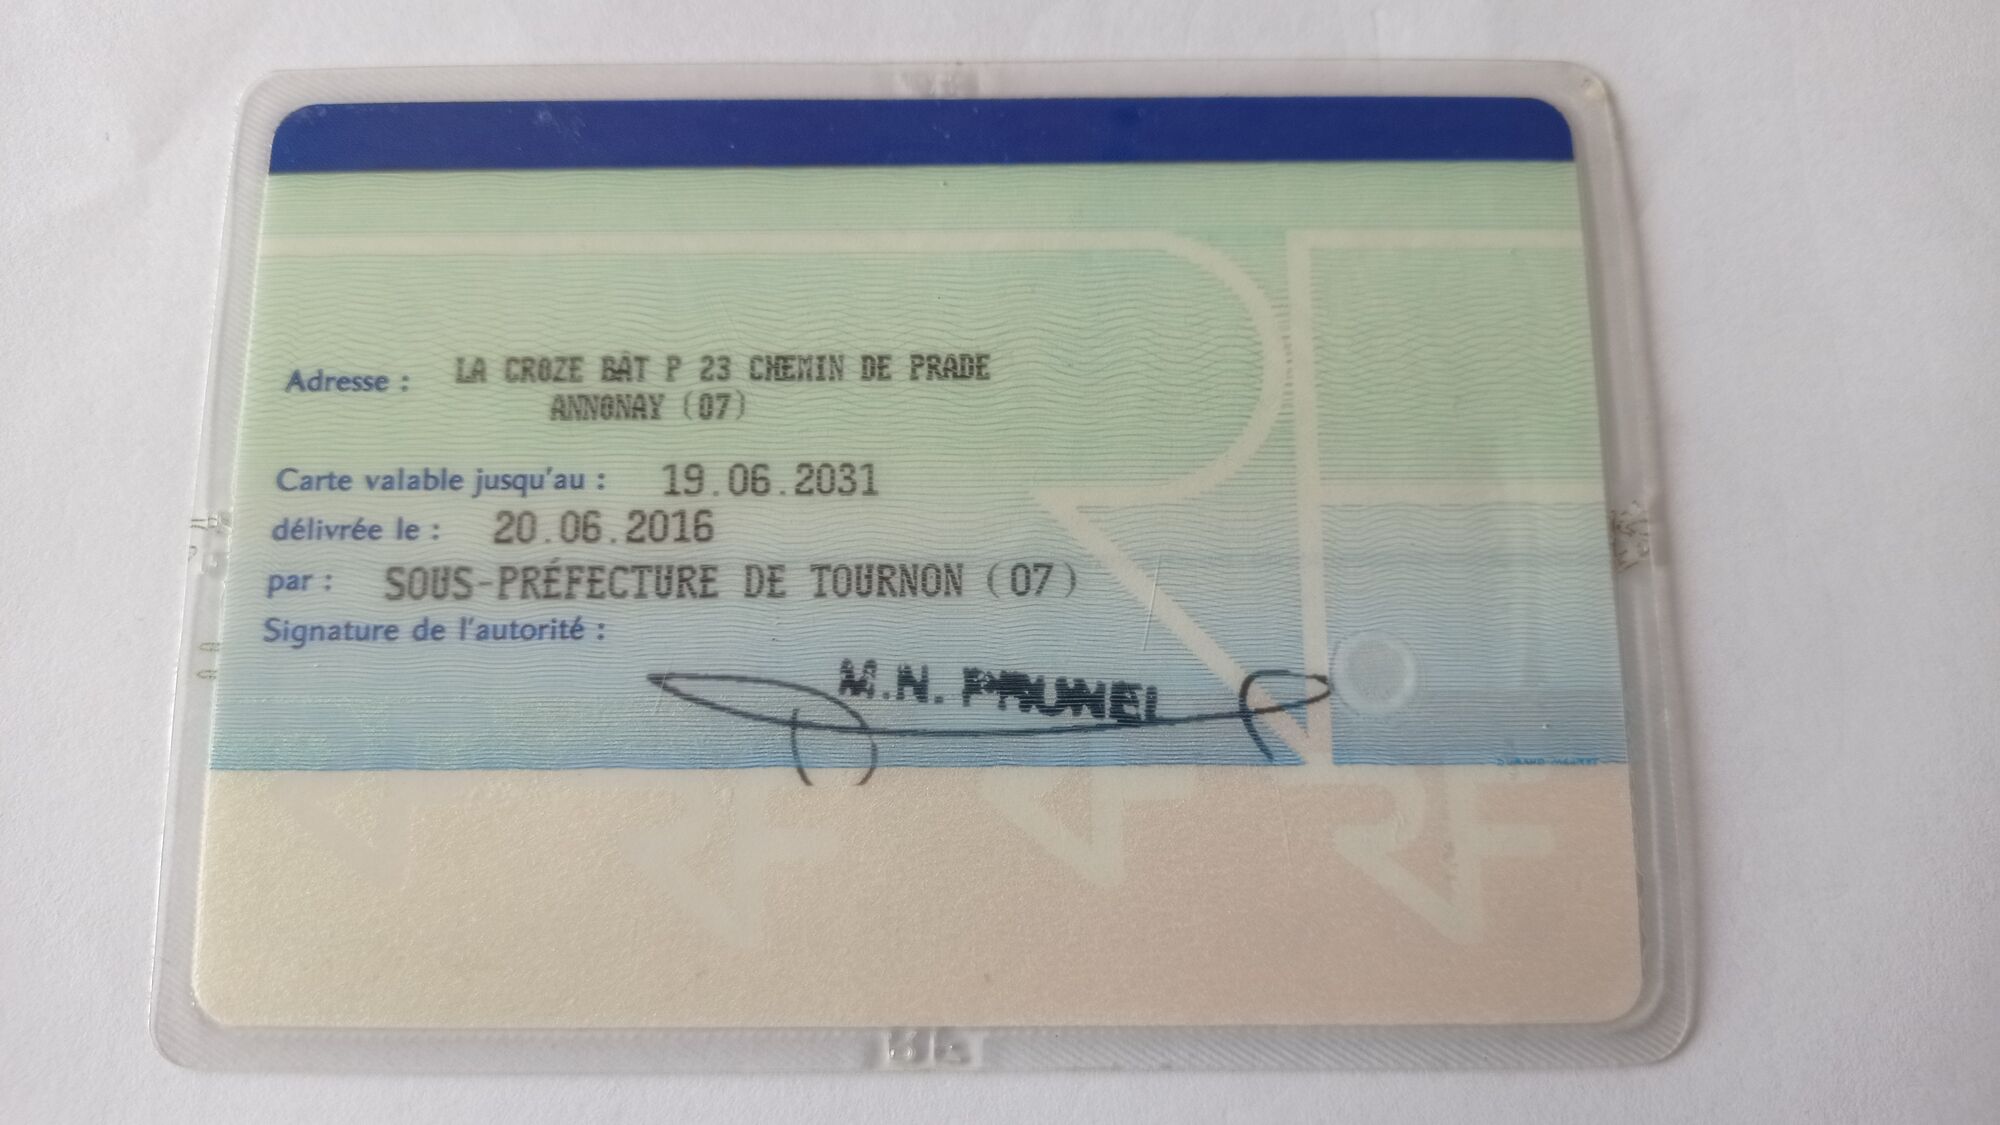 Adresse : LA CROZE BÂT P 23 CHEMIN DE PRADE
ANNONAY (07)
Carte valable jusqu'au : 19.06.2031
délivrée le : 20.06.2016
par : SOUS-PRÉFECTURE DE TOURNON (07)
Signature de l'autorité :
M.N.